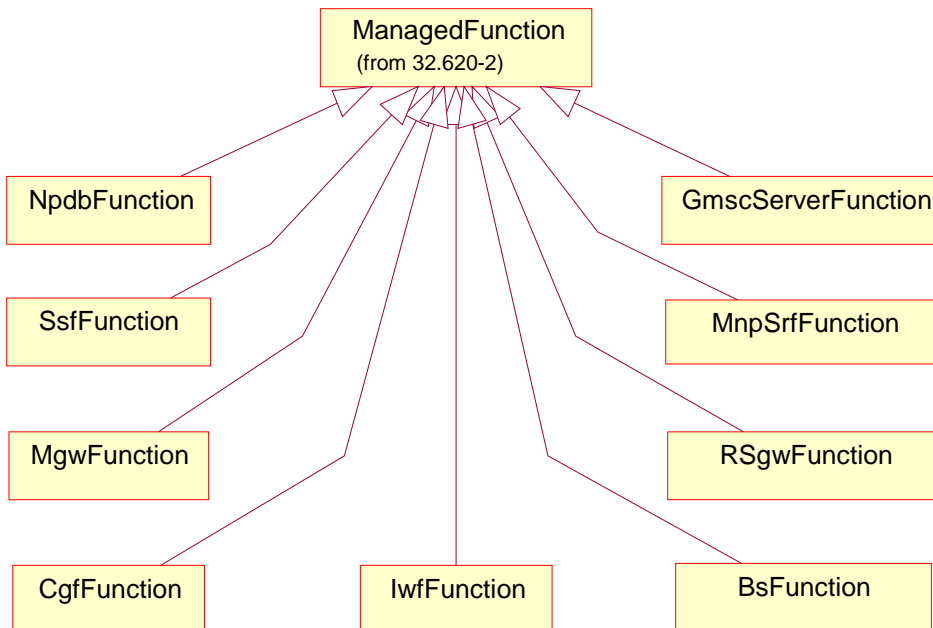 ManagedFunction
(from 32.620-2)
NpdbFunction
GmscServerFunction
SsfFunction
MnpSrfFunction
MgwFunction
RSgwFunction
CgfFunction
IwfFunction
BsFunction